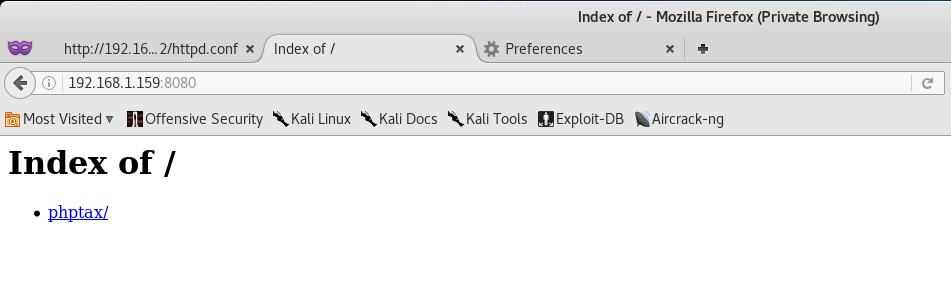 Index of / - Mozilla Firefox (Private Browsing)
http://192.16...2/httpd.conf Index of / Preferences
192.168.1.159:8080
Most Visited Offensive Security Kali Linux Kali Docs Kali Tools Exploit-DB Aircrack-ng
Index of /
phptax/